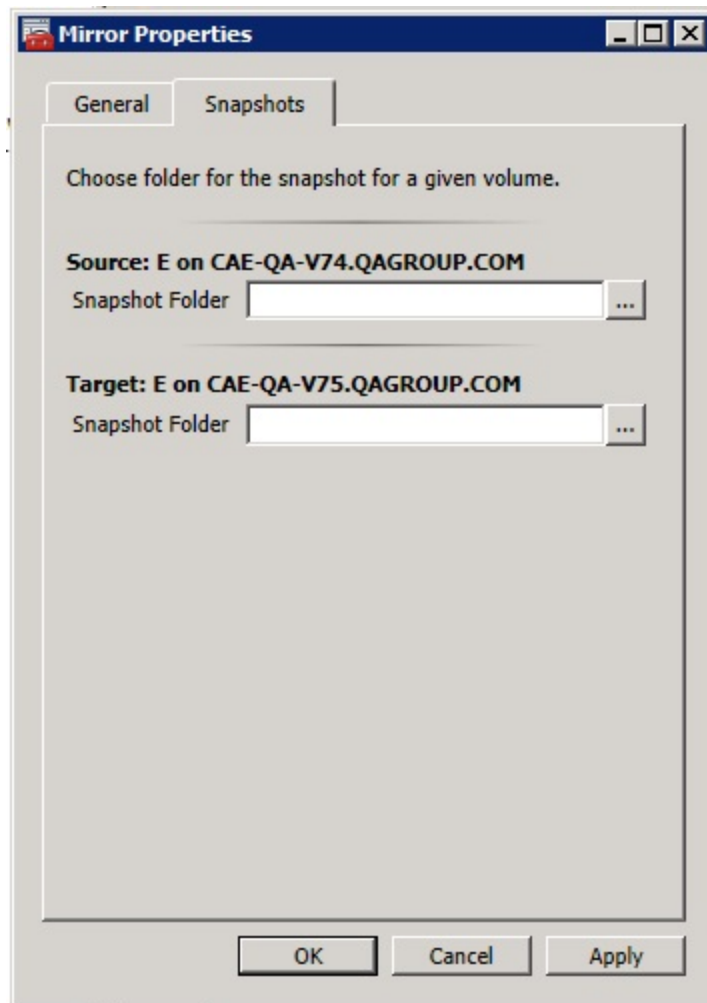 Mirror Properties
General Snapshots
Choose folder for the snapshot for a given volume.
Source: E on CAE-QA-V74.QAGROUP.COM
Snapshot Folder ...
Target: E on CAE-QA-V75.QAGROUP.COM
Snapshot Folder ...
OK Cancel Apply